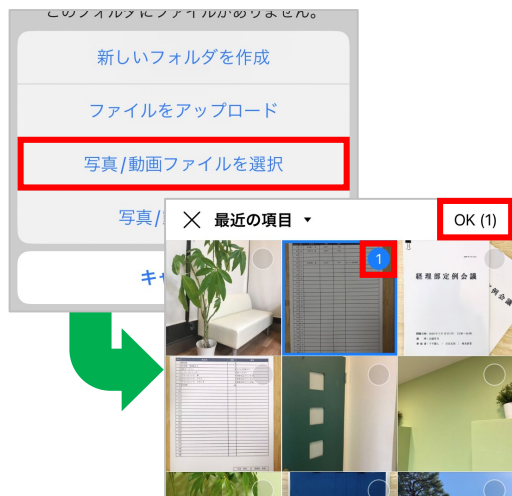 このフォルダにファイルがありません。
新しいフォルダを作成
ファイルをアップロード
写真/動画ファイルを選択
写真/
キャ
最近の項目
OK (1)
1
経理部定例会議